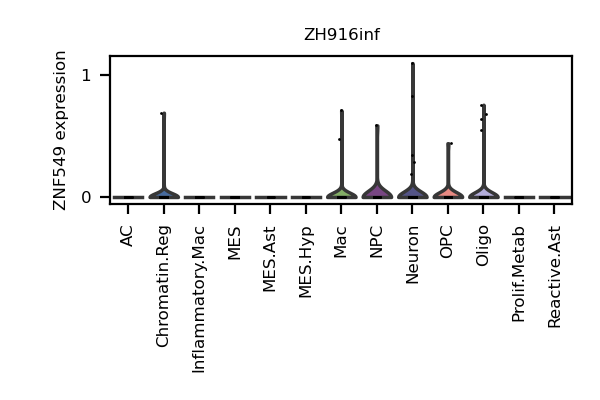 ZH916inf
ZNF549 expression
1
0
AC
Chromatin.Reg
Inflammatory.Mac
MES
MES.Ast
MES.Hyp
Mac
NPC
Neuron
OPC
Oligo
Prolif.Metab
Reactive.Ast